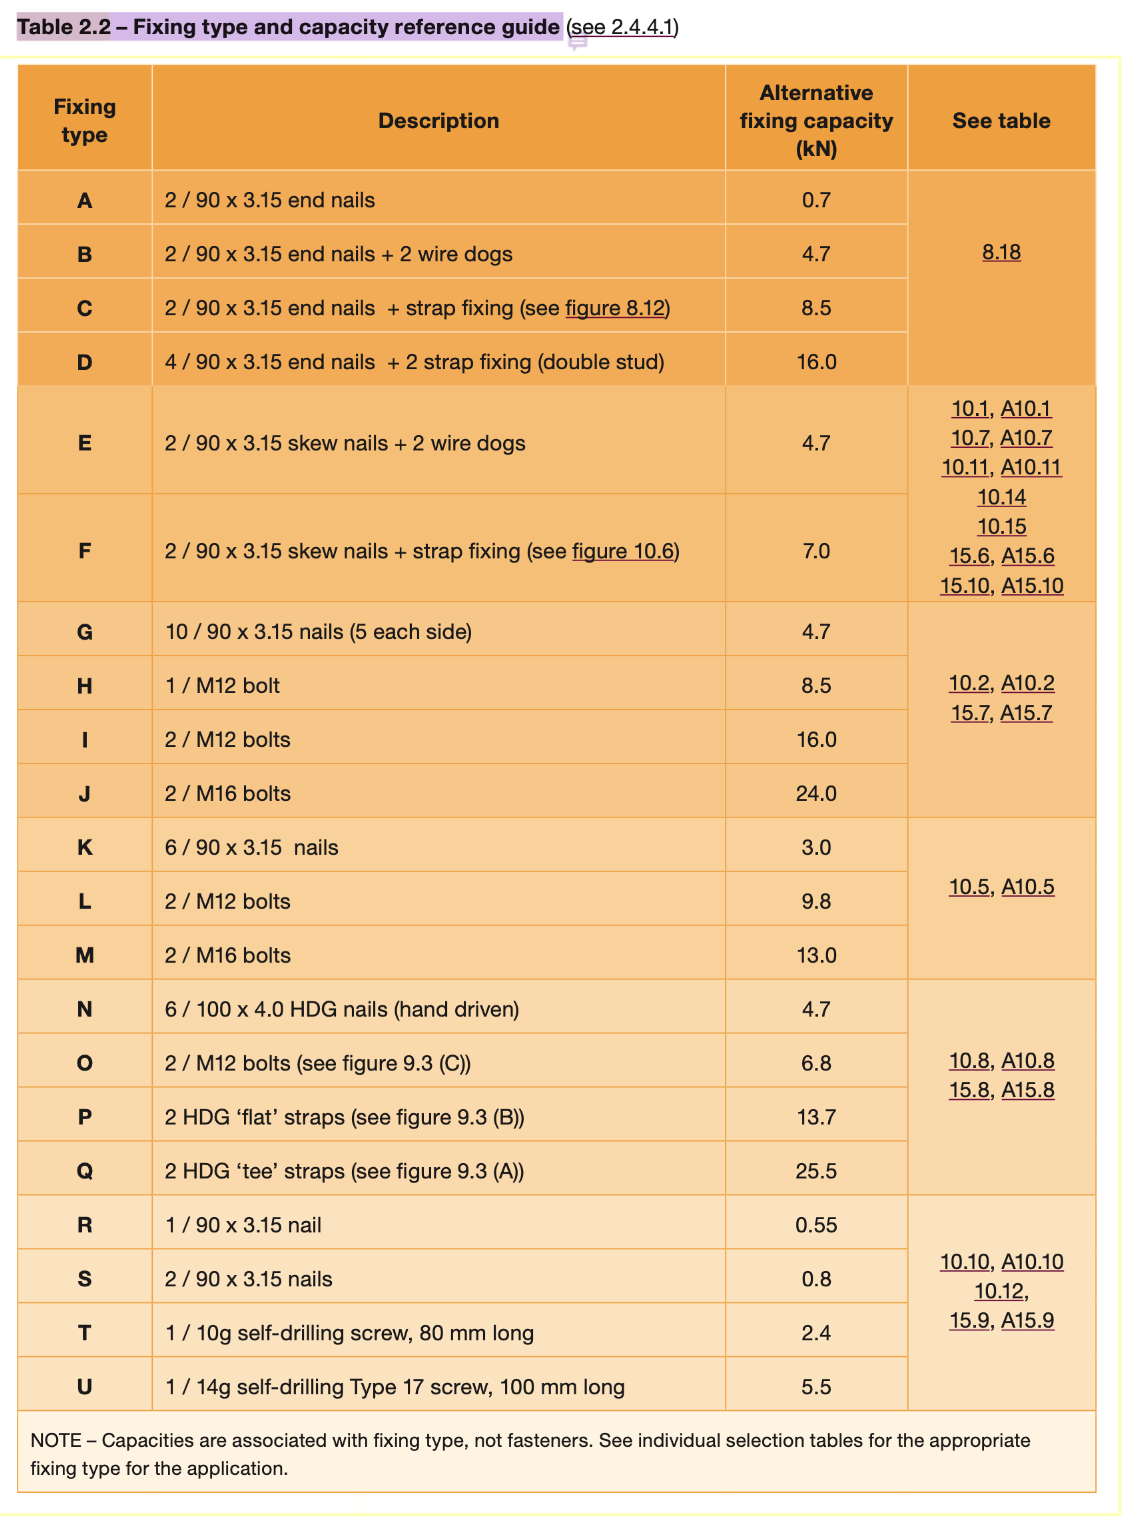 Table 2.2 – Fixing type and capacity reference guide (see 2.4.4.1)
Fixing type
Description
Alternative fixing capacity (kN)
See table
A 2 / 90 x 3.15 end nails 0.7
B 2 / 90 x 3.15 end nails + 2 wire dogs 4.7
8.18
C 2 / 90 x 3.15 end nails + strap fixing (see figure 8.12) 8.5
D 4 / 90 x 3.15 end nails + 2 strap fixing (double stud) 16.0
E 2 / 90 x 3.15 skew nails + 2 wire dogs 4.7
10.1, A10.1
10.7, A10.7
10.11, A10.11
10.14
10.15
15.6, A15.6
15.10, A15.10
F 2 / 90 x 3.15 skew nails + strap fixing (see figure 10.6) 7.0
G 10 / 90 x 3.15 nails (5 each side) 4.7
H 1 / M12 bolt 8.5
10.2, A10.2
15.7, A15.7
I 2 / M12 bolts 16.0
J 2 / M16 bolts 24.0
K 6 / 90 x 3.15 nails 3.0
L 2 / M12 bolts 9.8
10.5, A10.5
M 2 / M16 bolts 13.0
N 6 / 100 x 4.0 HDG nails (hand driven) 4.7
O 2 / M12 bolts (see figure 9.3 (C)) 6.8
10.8, A10.8
15.8, A15.8
P 2 HDG ‘flat’ straps (see figure 9.3 (B)) 13.7
Q 2 HDG ‘tee’ straps (see figure 9.3 (A)) 25.5
R 1 / 90 x 3.15 nail 0.55
S 2 / 90 x 3.15 nails 0.8
10.10, A10.10
10.12,
15.9, A15.9
T 1 / 10g self-drilling screw, 80 mm long 2.4
U 1 / 14g self-drilling Type 17 screw, 100 mm long 5.5
NOTE – Capacities are associated with fixing type, not fasteners. See individual selection tables for the appropriate
fixing type for the application.